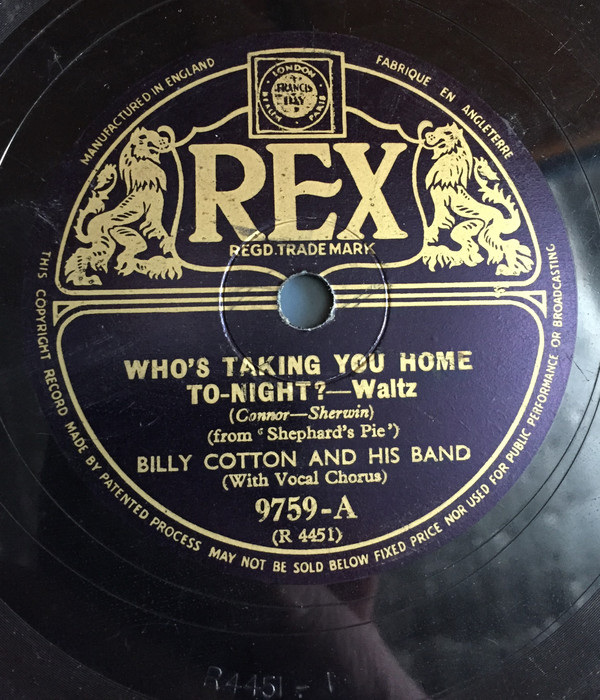 MANUFACTURED IN ENGLAND
FABRIQUE EN ANGLETERRE
LONDON
FRANCIS
& DAY
BERLIN PARIS
REX
REGD. TRADE MARK
WHO'S TAKING YOU HOME
TO-NIGHT?—Waltz
(Connor—Sherwin)
(from ‘Shephard's Pie’)
BILLY COTTON AND HIS BAND
(With Vocal Chorus)
9759-A
(R 4451)
THIS COPYRIGHT RECORD MADE BY PATENTED PROCESS MAY NOT BE SOLD BELOW FIXED PRICE NOR USED FOR PUBLIC PERFORMANCE OR BROADCASTING
R4451-1